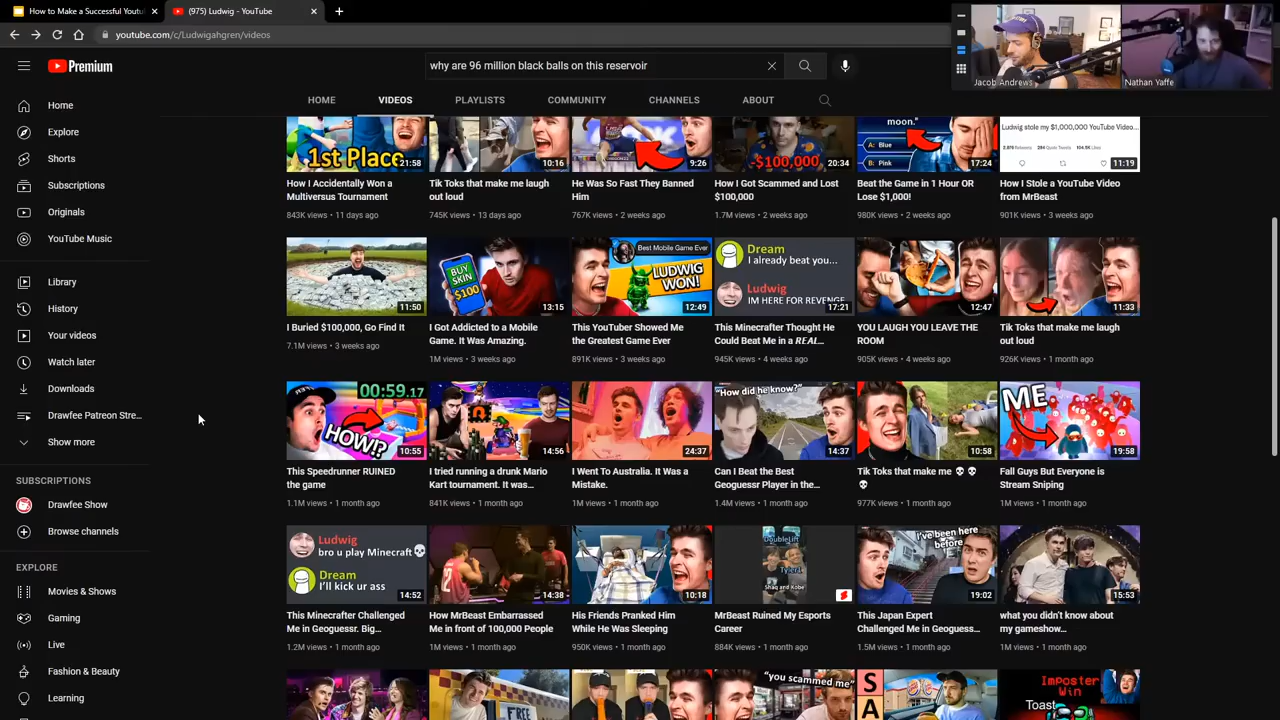 How to Make a Successful Youtu
(975) Ludwig - YouTube
youtube.com/c/Ludwigahgren/videos
Jacob Andrews
Nathan Yaffe
Premium
why are 96 million black balls on this reservoir
HOME
VIDEOS
PLAYLISTS
COMMUNITY
CHANNELS
ABOUT
Home
Explore
Shorts
Subscriptions
Originals
YouTube Music
Library
History
Your videos
Watch later
Downloads
Drawfee Patreon Stre...
Show more
SUBSCRIPTIONS
Drawfee Show
Browse channels
EXPLORE
Movies & Shows
Gaming
Live
Fashion & Beauty
Learning
1st Place
21:58
How I Accidentally Won a
Multiversus Tournament
843K views • 11 days ago
10:16
Tik Toks that make me laugh
out loud
745K views • 13 days ago
9:26
He Was So Fast They Banned
Him
767K views • 2 weeks ago
$100,000
20:34
How I Got Scammed and Lost
$100,000
1.7M views • 2 weeks ago
moon."
A: Blue
B: Pink
17:24
Beat the Game in 1 Hour OR
Lose $1,000!
980K views • 2 weeks ago
Ludwig stole my $1,000,000 YouTube Video...
11:19
How I Stole a YouTube Video
from MrBeast
901K views • 3 weeks ago
11:50
I Buried $100,000, Go Find It
7.1M views • 3 weeks ago
BUY
SKIN
$100
13:15
I Got Addicted to a Mobile
Game. It Was Amazing.
1M views • 3 weeks ago
Best Mobile Game Ever
LUDWIG
WON!
12:49
This YouTuber Showed Me
the Greatest Game Ever
891K views • 3 weeks ago
Dream
I already beat you...
Ludwig
IM HERE FOR REVENGE
17:21
This Minecrafter Thought He
Could Beat Me in a REAL...
945K views • 4 weeks ago
12:47
YOU LAUGH YOU LEAVE THE
ROOM
905K views • 4 weeks ago
11:33
Tik Toks that make me laugh
out loud
926K views • 1 month ago
00:59.17
HOW!?
10:55
This Speedrunner RUINED
the game
1.1M views • 1 month ago
14:56
I tried running a drunk Mario
Kart tournament. It was...
841K views • 1 month ago
24:37
I Went To Australia. It Was a
Mistake.
1M views • 1 month ago
"How did he know?"
14:37
Can I Beat the Best
Geoguessr Player in the...
1.4M views • 1 month ago
10:58
Tik Toks that make me 💀 💀
💀
977K views • 1 month ago
ME
19:58
Fall Guys But Everyone is
Stream Sniping
1M views • 1 month ago
Ludwig
bro u play Minecraft💀
Dream
I'll kick ur ass
14:52
This Minecrafter Challenged
Me in Geoguessr. Big...
1.2M views • 1 month ago
14:38
How MrBeast Embarrassed
Me in front of 100,000 People
1M views • 1 month ago
10:18
His Friends Pranked Him
While He Was Sleeping
950K views • 1 month ago
DoubleLift
Tyler1
Shaq and Kobe
MrBeast Ruined My Esports
Career
884K views • 1 month ago
"I've been here
before"
19:02
This Japan Expert
Challenged Me in Geoguess...
1.5M views • 1 month ago
15:53
what you didn't know about
my gameshow...
1M views • 1 month ago
"you scammed me"
S
A
Imposter
Win
Toast